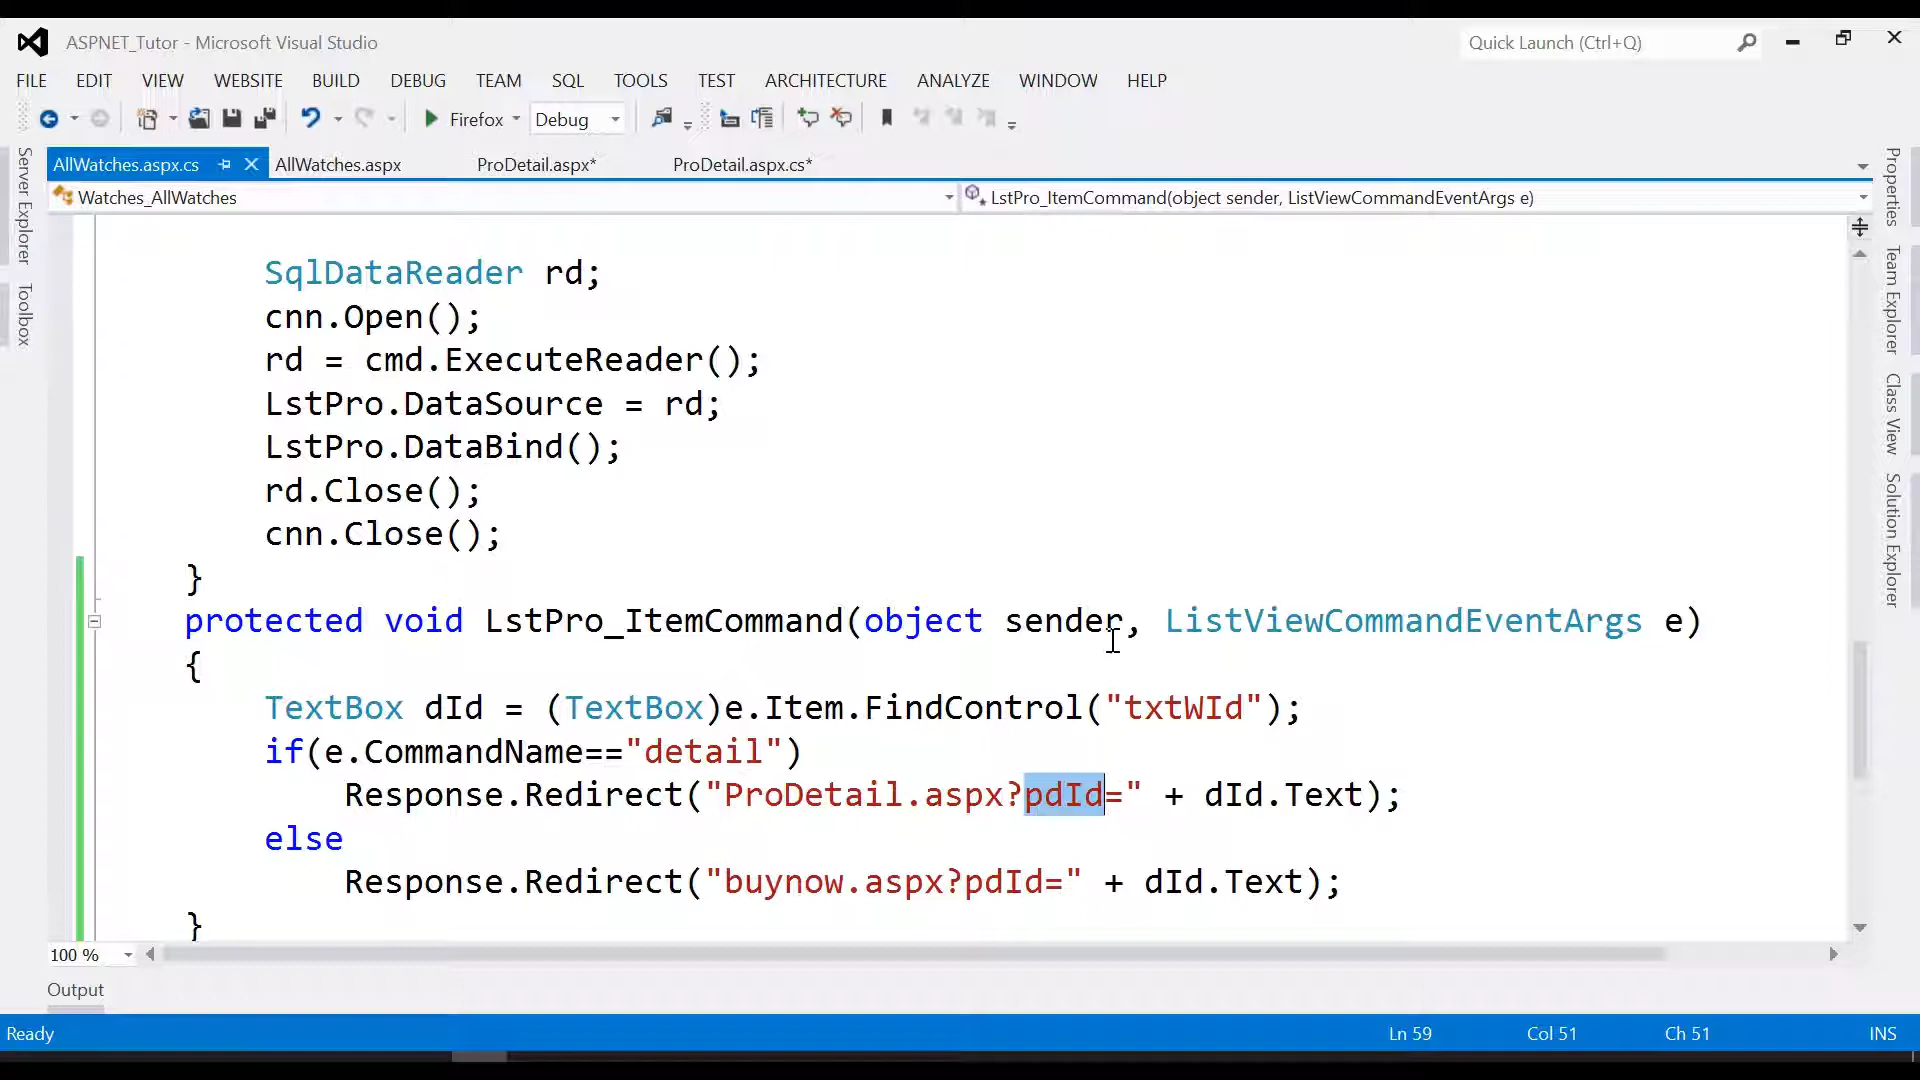 ASPNET_Tutor - Microsoft Visual Studio
Quick Launch (Ctrl+Q)
FILE EDIT VIEW WEBSITE BUILD DEBUG TEAM SQL TOOLS TEST ARCHITECTURE ANALYZE WINDOW HELP
Firefox Debug
AllWatches.aspx.cs AllWatches.aspx ProDetail.aspx* ProDetail.aspx.cs*
Watches_AllWatches LstPro_ItemCommand(object sender, ListViewCommandEventArgs e)
Server Explorer
Toolbox
SqlDataReader rd;
cnn.Open();
rd = cmd.ExecuteReader();
LstPro.DataSource = rd;
LstPro.DataBind();
rd.Close();
cnn.Close();
}
protected void LstPro_ItemCommand(object sender, ListViewCommandEventArgs e)
{
TextBox dId = (TextBox)e.Item.FindControl("txtWId");
if(e.CommandName=="detail")
Response.Redirect("ProDetail.aspx?pdId=" + dId.Text);
else
Response.Redirect("buynow.aspx?pdId=" + dId.Text);
}
Properties
Team Explorer
Class View
Solution Explorer
100 %
Output
Ready Ln 59 Col 51 Ch 51 INS